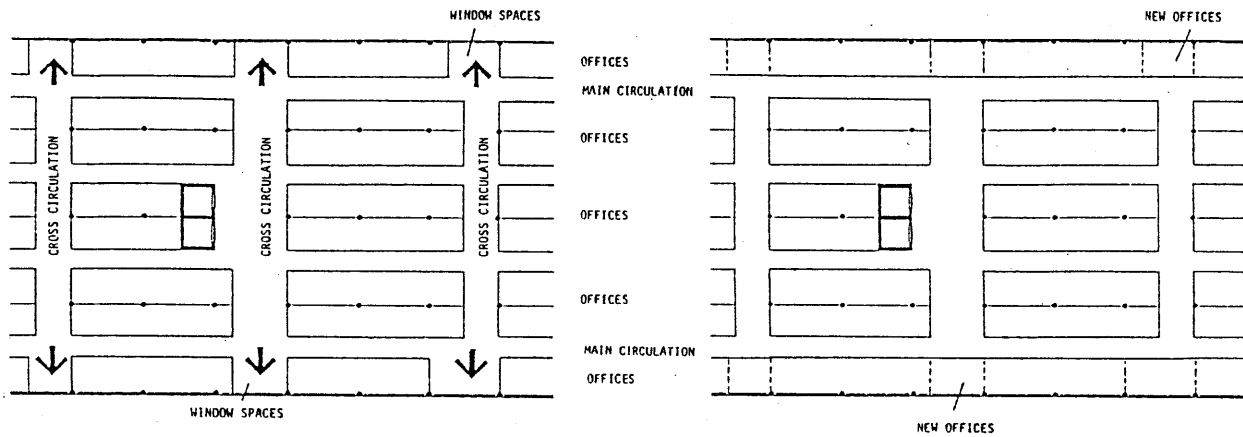 WINDOW SPACES
NEW OFFICES
OFFICES
MAIN CIRCULATION
OFFICES
CROSS CIRCULATION
CROSS CIRCULATION
CROSS CIRCULATION
OFFICES
OFFICES
MAIN CIRCULATION
OFFICES
WINDOW SPACES
NEW OFFICES